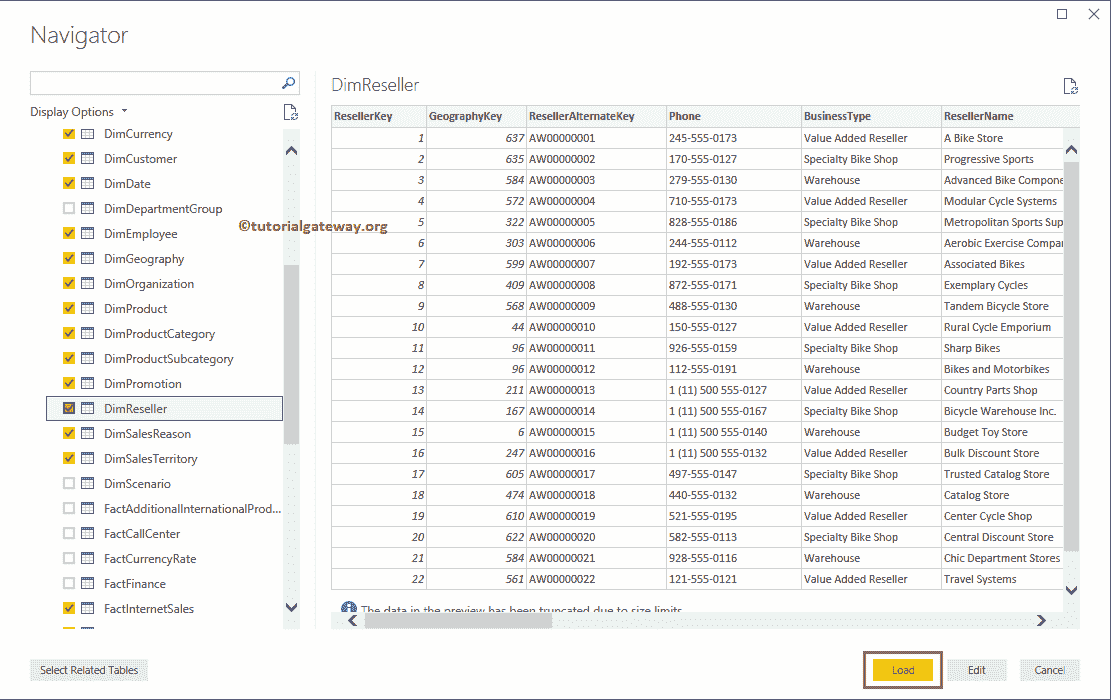 Navigator
Display Options
DimCurrency
DimCustomer
DimDate
DimDepartmentGroup
DimEmployee
DimGeography
DimOrganization
DimProduct
DimProductCategory
DimProductSubcategory
DimPromotion
DimReseller
DimSalesReason
DimSalesTerritory
DimScenario
FactAdditionalInternationalProd...
FactCallCenter
FactCurrencyRate
FactFinance
FactInternetSales
©tutorialgateway.org
DimReseller
ResellerKey GeographyKey ResellerAlternateKey Phone BusinessType ResellerName
1 637 AW00000001 245-555-0173 Value Added Reseller A Bike Store
2 635 AW00000002 170-555-0127 Specialty Bike Shop Progressive Sports
3 584 AW00000003 279-555-0130 Warehouse Advanced Bike Compone
4 572 AW00000004 710-555-0173 Value Added Reseller Modular Cycle Systems
5 322 AW00000005 828-555-0186 Specialty Bike Shop Metropolitan Sports Sup
6 303 AW00000006 244-555-0112 Warehouse Aerobic Exercise Compa
7 599 AW00000007 192-555-0173 Value Added Reseller Associated Bikes
8 409 AW00000008 872-555-0171 Specialty Bike Shop Exemplary Cycles
9 568 AW00000009 488-555-0130 Warehouse Tandem Bicycle Store
10 44 AW00000010 150-555-0127 Value Added Reseller Rural Cycle Emporium
11 96 AW00000011 926-555-0159 Specialty Bike Shop Sharp Bikes
12 96 AW00000012 112-555-0191 Warehouse Bikes and Motorbikes
13 211 AW00000013 1 (11) 500 555-0127 Value Added Reseller Country Parts Shop
14 167 AW00000014 1 (11) 500 555-0167 Specialty Bike Shop Bicycle Warehouse Inc.
15 6 AW00000015 1 (11) 500 555-0140 Warehouse Budget Toy Store
16 247 AW00000016 1 (11) 500 555-0132 Value Added Reseller Bulk Discount Store
17 605 AW00000017 497-555-0147 Specialty Bike Shop Trusted Catalog Store
18 474 AW00000018 440-555-0132 Warehouse Catalog Store
19 610 AW00000019 521-555-0195 Value Added Reseller Center Cycle Shop
20 622 AW00000020 582-555-0113 Specialty Bike Shop Central Discount Store
21 584 AW00000021 928-555-0116 Warehouse Chic Department Stores
22 561 AW00000022 121-555-0121 Value Added Reseller Travel Systems
The data in the preview has been truncated due to size limits.
Select Related Tables
Load
Edit
Cancel